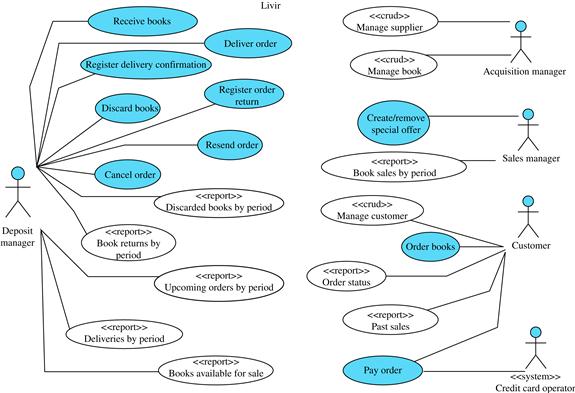 Livir
Receive books
Deliver order
Register delivery confirmation
Register order
return
Discard books
Resend order
Cancel order
<<report>>
Discarded books by period
Deposit
manager
<<report>>
Book returns by
period
<<report>>
Upcoming orders by period
<<report>>
Deliveries by period
<<report>>
Books available for sale
<<crud>>
Manage supplier
<<crud>>
Manage book
Acquisition manager
Create/remove
special offer
<<report>>
Book sales by period
Sales manager
<<crud>>
Manage customer
Order books
Customer
<<report>>
Order status
<<report>>
Past sales
Pay order
<<system>>
Credit card operator